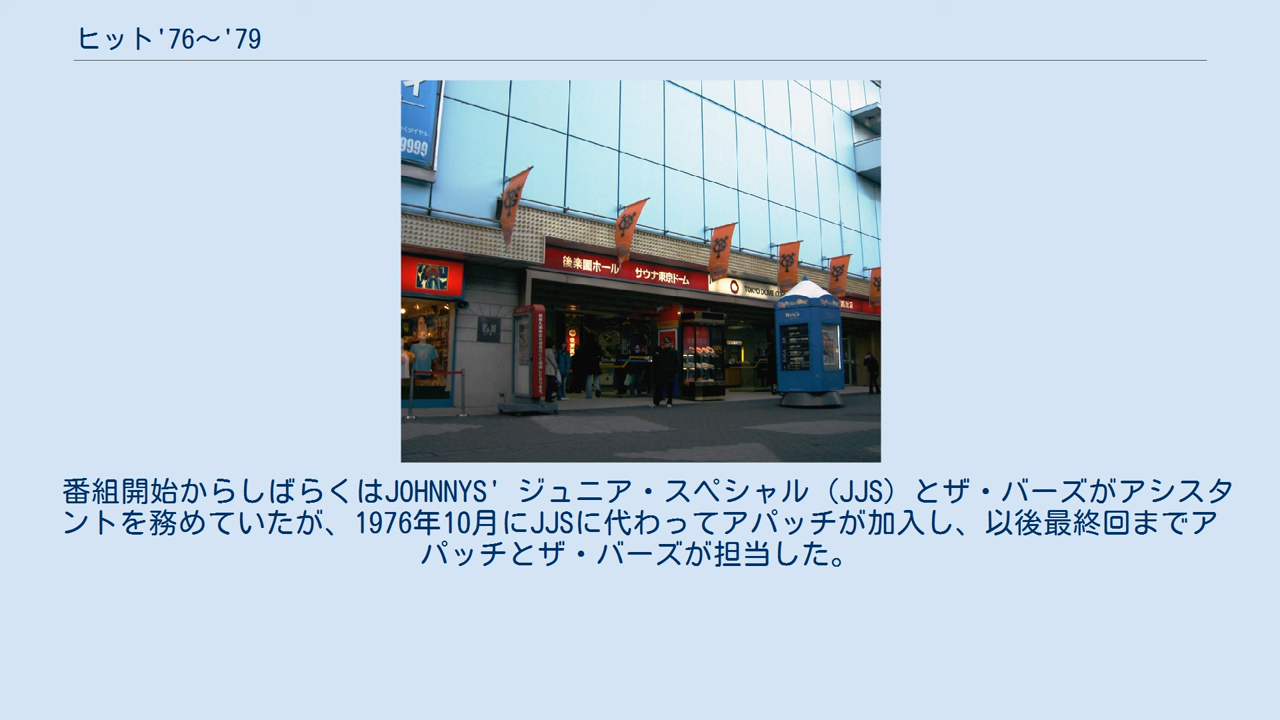 ヒット'76～'79
9999
後楽園ホール サウナ東京ドーム
TOKYO DOME
番組開始からしばらくはJOHNNYS' ジュニア・スペシャル（JJS）とザ・バーズがアシスタ
ントを務めていたが、1976年10月にJJSに代わってアパッチが加入し、以後最終回までア
パッチとザ・バーズが担当した。